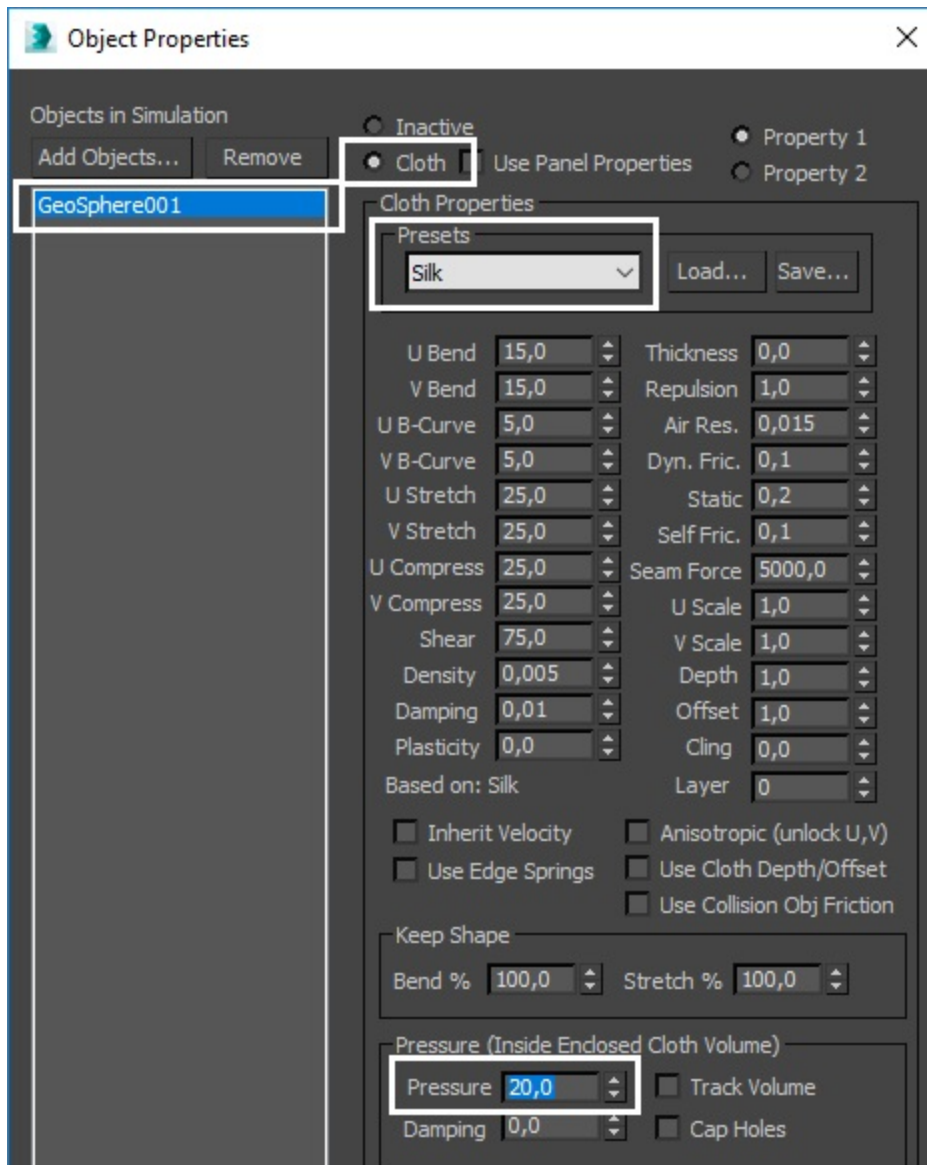 Object Properties
Objects in Simulation
Add Objects... Remove
GeoSphere001
Inactive
Cloth Use Panel Properties
Property 1
Property 2
Cloth Properties
Presets
Silk Load... Save...
U Bend 15,0 Thickness 0,0
V Bend 15,0 Repulsion 1,0
U B-Curve 5,0 Air Res. 0,015
V B-Curve 5,0 Dyn. Fric. 0,1
U Stretch 25,0 Static 0,2
V Stretch 25,0 Self Fric. 0,1
U Compress 25,0 Seam Force 5000,0
V Compress 25,0 U Scale 1,0
Shear 75,0 V Scale 1,0
Density 0,005 Depth 1,0
Damping 0,01 Offset 1,0
Plasticity 0,0 Cling 0,0
Based on: Silk Layer 0
Inherit Velocity Anisotropic (unlock U,V)
Use Edge Springs Use Cloth Depth/Offset
Use Collision Obj Friction
Keep Shape
Bend % 100,0 Stretch % 100,0
Pressure (Inside Enclosed Cloth Volume)
Pressure 20,0 Track Volume
Damping 0,0 Cap Holes